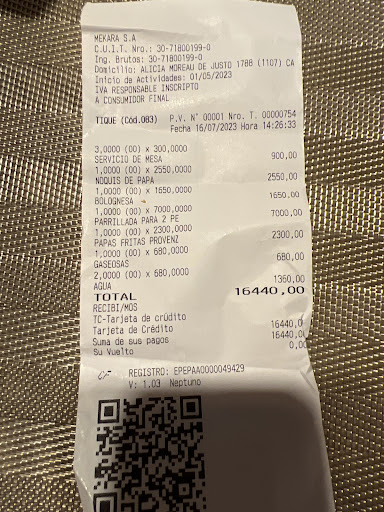 MEKARA S.A
C.U.I.T. Nro.: 30-71800199-0
Ing. Brutos: 30-71800199-0
Domicilio: ALICIA MOREAU DE JUSTO 1788 (1107) CA
Inicio de Actividades: 01/05/2023
IVA RESPONSABLE INSCRIPTO
A CONSUMIDOR FINAL
TIQUE (Cód.083) P.V. N° 00001 Nro. T. 00000754
Fecha 16/07/2023 Hora 14:26:33
3,0000 (00) x 300,0000
SERVICIO DE MESA 900,00
1,0000 (00) x 2550,0000
NOQUIS DE PAPA 2550,00
1,0000 (00) x 1650,0000
BOLOGNESA 1650,00
1,0000 (00) x 7000,0000
PARRILLADA PARA 2 PE 7000,00
1,0000 (00) x 2300,0000
PAPAS FRITAS PROVENZ 2300,00
1,0000 (00) x 680,0000
GASEOSAS 680,00
2,0000 (00) x 680,0000
AGUA 1360,00
TOTAL 16440,00
RECIBI/MOS
TC-Tarjeta de crúdito 16440,0
Tarjeta de Crédito 16440,0
Suma de sus pagos 0,00
Su Vuelto
CF REGISTRO: EPEPAA0000049429
V: 1.03 Neptuno